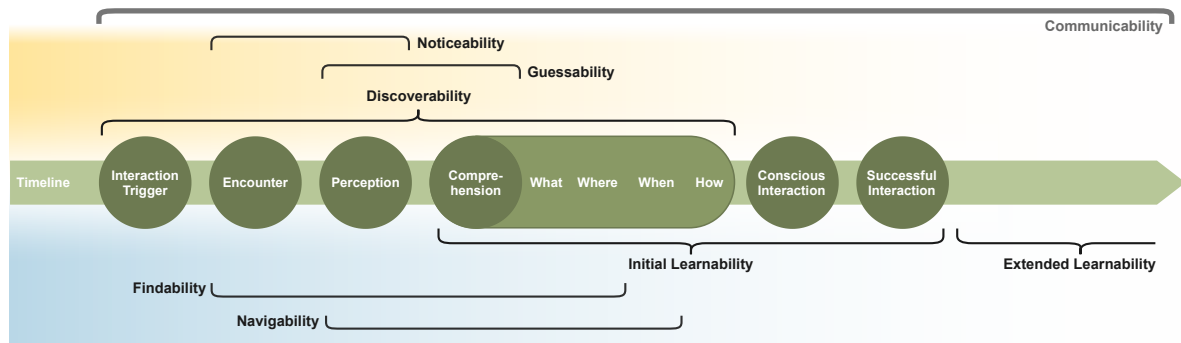 Communicability
Noticeability
Guessability
Discoverability
Timeline
Interaction
Trigger
Encounter
Perception
Compre-
hension
What
Where
When
How
Conscious
Interaction
Successful
Interaction
Initial Learnability
Extended Learnability
Findability
Navigability